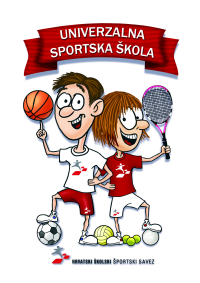 UNIVERZALNA
SPORTSKA ŠKOLA
HRVATSKI ŠKOLSKI ŠPORTSKI SAVEZ